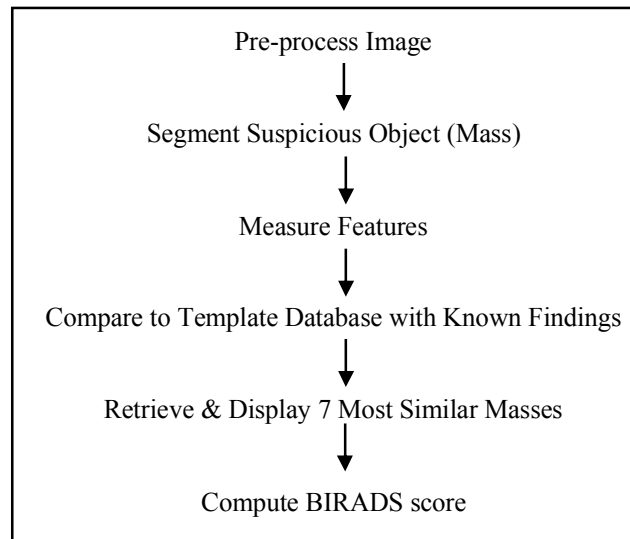 Pre-process Image
Segment Suspicious Object (Mass)
Measure Features
Compare to Template Database with Known Findings
Retrieve & Display 7 Most Similar Masses
Compute BIRADS score